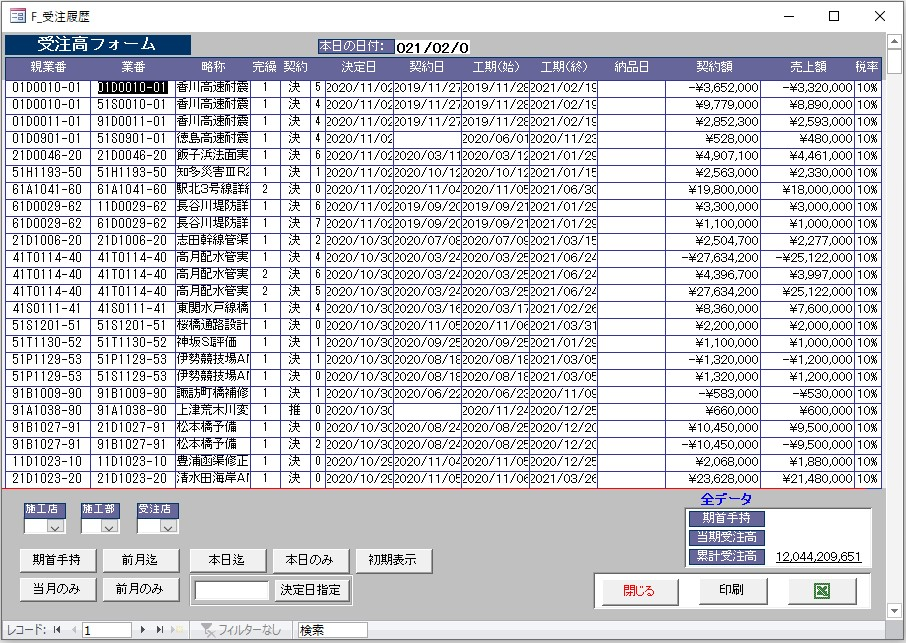 F_受注履歴
受注高フォーム 本日の日付: 021/02/0
親業番 業番 略称 完繰 契約 決定日 契約日 工期(始) 工期(終) 納品日 契約額 売上額 税率
01D0010-01 01D0010-01 香川高速耐震 1 決 5 2020/11/02 2019/11/27 2019/11/28 2021/02/19 -¥3,652,000 -¥3,320,000 10%
01D0010-01 51S0010-01 香川高速耐震 1 決 4 2020/11/02 2019/11/27 2019/11/28 2021/02/19 ¥9,779,000 ¥8,890,000 10%
01D0011-01 91D0011-01 香川高速耐震 1 決 4 2020/11/02 2019/11/27 2019/11/29 2021/02/19 ¥2,852,300 ¥2,593,000 10%
01D0901-01 51S0901-01 徳島高速耐震 1 決 4 2020/11/02 2020/06/01 2020/11/23 ¥528,000 ¥480,000 10%
21D0046-20 21D0046-20 飯子浜法面実 1 決 6 2020/11/02 2020/03/11 2020/03/12 2021/01/29 ¥4,907,100 ¥4,461,000 10%
51H1193-50 51H1193-50 知多災害ⅢR2 1 決 1 2020/11/02 2020/10/12 2020/10/12 2021/01/15 ¥2,563,000 ¥2,330,000 10%
61A1041-60 61A1041-60 駅北3号線詳細 2 決 0 2020/11/02 2020/11/04 2020/11/05 2021/06/30 ¥19,800,000 ¥18,000,000 10%
61D0029-62 11D0029-62 長谷川堤防詳 1 決 6 2020/11/02 2019/09/20 2019/09/21 2021/01/29 ¥3,300,000 ¥3,000,000 10%
61D0029-62 61D0029-62 長谷川堤防詳 1 決 7 2020/11/02 2019/09/20 2019/09/21 2021/01/29 ¥1,100,000 ¥1,000,000 10%
21D1006-20 21D1006-20 志田幹線管渠 1 決 2 2020/10/30 2020/07/08 2020/07/09 2021/03/15 ¥2,504,700 ¥2,277,000 10%
41T0114-40 41T0114-40 高月配水管実 1 決 4 2020/10/30 2020/03/24 2020/03/25 2021/06/24 -¥27,634,200 -¥25,122,000 10%
41T0114-40 41T0114-40 高月配水管実 2 決 6 2020/10/30 2020/03/24 2020/03/25 2021/06/24 ¥4,396,700 ¥3,997,000 10%
41T0114-40 41T0114-40 高月配水管実 2 決 5 2020/10/30 2020/03/24 2020/03/25 2021/06/24 ¥27,634,200 ¥25,122,000 10%
41S0111-41 41S0111-41 東関水戸線橋 1 決 4 2020/10/30 2020/03/16 2020/03/17 2021/02/26 ¥8,360,000 ¥7,600,000 10%
51S1201-51 51S1201-51 桜橋通路設計 1 決 0 2020/10/30 2020/11/05 2020/11/06 2021/03/31 ¥2,200,000 ¥2,000,000 10%
51T1130-52 51T1130-52 神坂SI評価 1 決 1 2020/10/30 2020/09/25 2020/09/25 2021/01/29 ¥1,100,000 ¥1,000,000 10%
51P1129-53 51P1129-53 伊勢競技場AM 1 決 1 2020/10/30 2020/08/18 2020/08/18 2021/03/05 -¥1,320,000 -¥1,200,000 10%
51P1129-53 51S1129-53 伊勢競技場AM 1 決 0 2020/10/30 2020/08/18 2020/08/18 2021/03/05 ¥1,320,000 ¥1,200,000 10%
91B1009-90 91B1009-90 諏訪町橋補修 1 決 1 2020/10/30 2020/06/22 2020/06/23 2020/11/09 -¥583,000 -¥530,000 10%
91A1038-90 91A1038-90 上津荒木川変 1 推 0 2020/10/30 2020/11/24 2020/12/25 ¥660,000 ¥600,000 10%
91B1027-91 21D1027-91 松本橋予備 1 決 0 2020/10/30 2020/08/24 2020/08/25 2020/12/20 ¥10,450,000 ¥9,500,000 10%
91B1027-91 91B1027-91 松本橋予備 1 決 2 2020/10/30 2020/08/24 2020/08/25 2020/12/20 -¥10,450,000 -¥9,500,000 10%
11D1023-10 11D1023-10 豊浦函渠修正 1 決 0 2020/10/29 2020/11/04 2020/11/05 2020/12/25 ¥2,068,000 ¥1,880,000 10%
21D1023-20 21D1023-20 清水田海岸AM 1 決 0 2020/10/29 2020/11/05 2020/11/06 2021/03/26 ¥23,628,000 ¥21,480,000 10%
施工店 施工部 受注店 全データ
期首手持
当期受注高
累計受注高 12,044,209,651
期首手持 前月迄 本日迄 本日のみ 初期表示
当月のみ 前月のみ 決定日指定 閉じる 印刷
レコード: 1 フィルターなし 検索